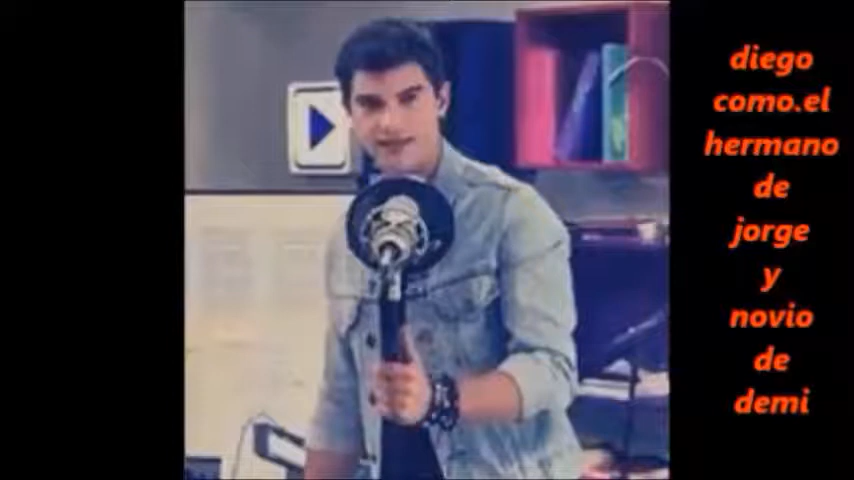 diego
como.el
hermano
de
jorge
y
novio
de
demi